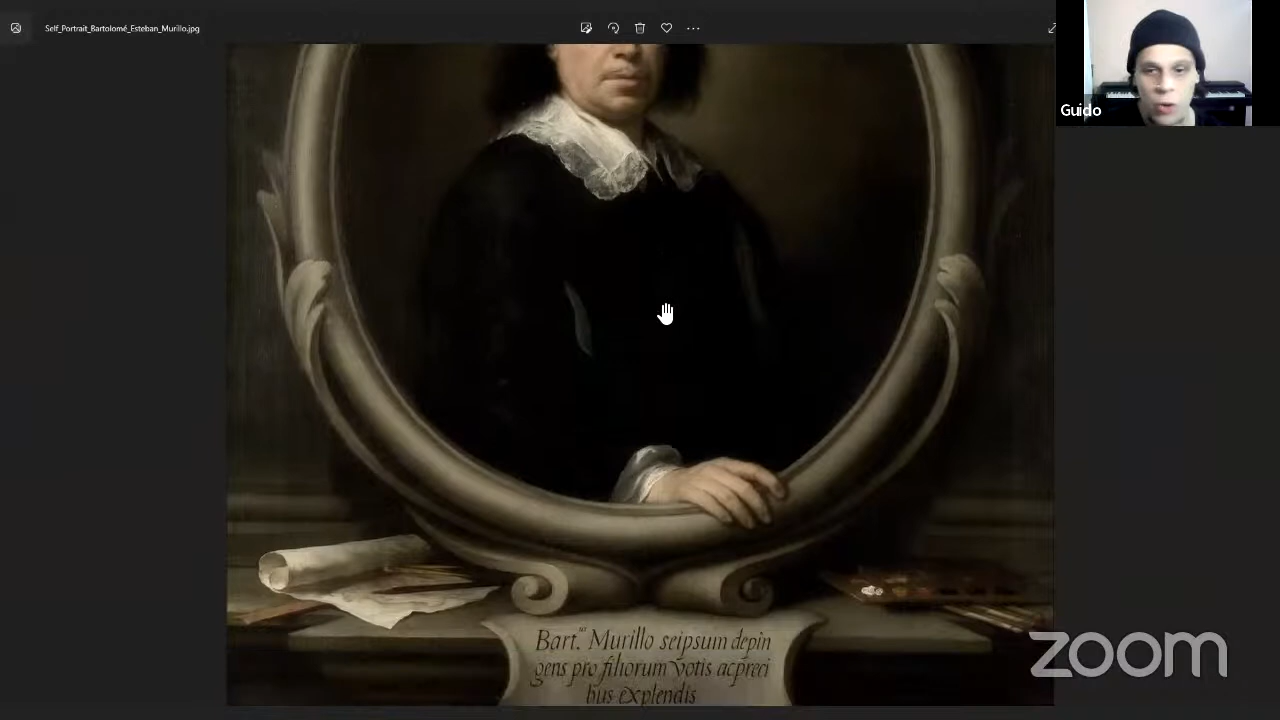 Self_Portrait_Bartolomé_Esteban_Murillo.jpg
Guido
Bart.us Murillo seipsum depin
gens pro filiorum votis acpreci
bus explendis
zoom